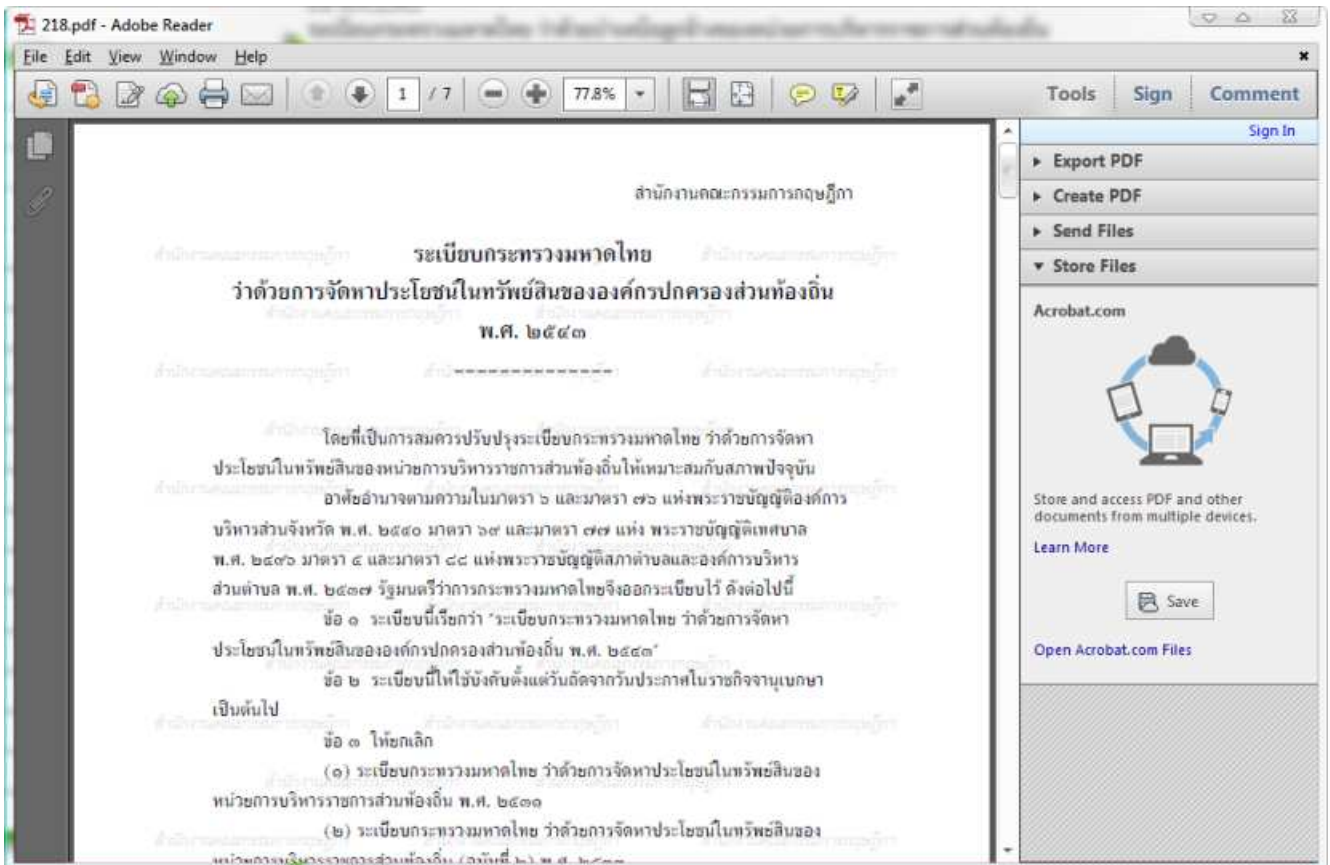 218.pdf - Adobe Reader
File Edit View Window Help
1 / 7 77.8% Tools Sign Comment
Sign In
Export PDF
Create PDF
Send Files
Store Files
Acrobat.com
Store and access PDF and other
documents from multiple devices.
Learn More
Save
Open Acrobat.com Files
สำนักงานคณะกรรมการกฤษฎีกา
ระเบียบกระทรวงมหาดไทย
ว่าด้วยการจัดหาประโยชน์ในทรัพย์สินขององค์กรปกครองส่วนท้องถิ่น
พ.ศ. ๒๕๔๓
--------------
โดยที่เป็นการสมควรปรับปรุงระเบียบกระทรวงมหาดไทย ว่าด้วยการจัดหา
ประโยชน์ในทรัพย์สินของหน่วยการบริหารราชการส่วนท้องถิ่นให้เหมาะสมกับสภาพปัจจุบัน
อาศัยอำนาจตามความในมาตรา ๖ และมาตรา ๗๖ แห่งพระราชบัญญัติองค์การ
บริหารส่วนจังหวัด พ.ศ. ๒๕๔๐ มาตรา ๖๙ และมาตรา ๗๗ แห่ง พระราชบัญญัติเทศบาล
พ.ศ. ๒๔๙๖ มาตรา ๕ และมาตรา ๘๘ แห่งพระราชบัญญัติสภาตำบลและองค์การบริหาร
ส่วนตำบล พ.ศ. ๒๕๓๗ รัฐมนตรีว่าการกระทรวงมหาดไทยจึงออกระเบียบไว้ ดังต่อไปนี้
ข้อ ๑ ระเบียบนี้เรียกว่า "ระเบียบกระทรวงมหาดไทย ว่าด้วยการจัดหา
ประโยชน์ในทรัพย์สินขององค์กรปกครองส่วนท้องถิ่น พ.ศ. ๒๕๔๓"
ข้อ ๒ ระเบียบนี้ให้ใช้บังคับตั้งแต่วันถัดจากวันประกาศในราชกิจจานุเบกษา
เป็นต้นไป
ข้อ ๓ ให้ยกเลิก
(๑) ระเบียบกระทรวงมหาดไทย ว่าด้วยการจัดหาประโยชน์ในทรัพย์สินของ
หน่วยการบริหารราชการส่วนท้องถิ่น พ.ศ. ๒๕๓๑
(๒) ระเบียบกระทรวงมหาดไทย ว่าด้วยการจัดหาประโยชน์ในทรัพย์สินของ
หน่วยการบริหารราชการส่วนท้องถิ่น (ฉบับที่ ๒) พ.ศ.